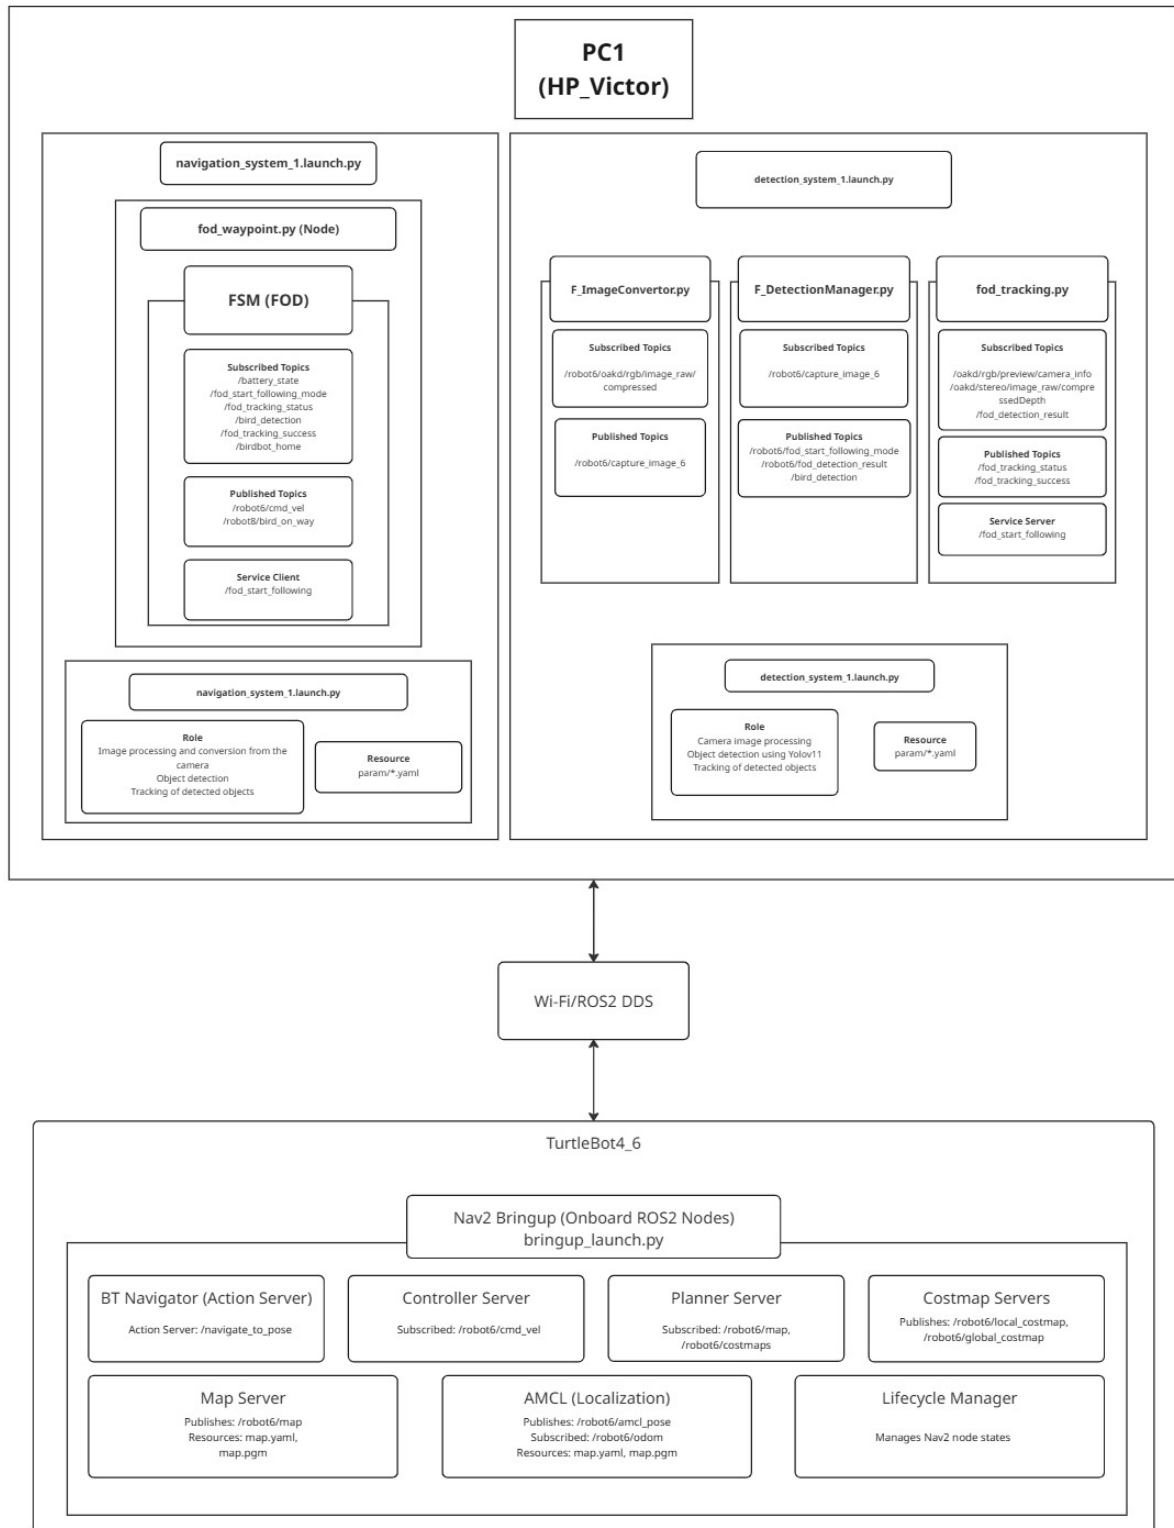 PC1
(HP_Victor)
navigation_system_1.launch.py
fod_waypoint.py (Node)
FSM (FOD)
Subscribed Topics
/battery_state
/fod_start_following_mode
/fod_tracking_status
/bird_detection
/fod_tracking_success
/birdbot_home
Published Topics
/robot6/cmd_vel
/robot8/bird_on_way
Service Client
/fod_start_following
navigation_system_1.launch.py
Role
Image processing and conversion from the
camera
Object detection
Tracking of detected objects
Resource
param/*.yaml
detection_system_1.launch.py
F_ImageConvertor.py
Subscribed Topics
/robot6/oakd/rgb/image_raw/
compressed
Published Topics
/robot6/capture_image_6
F_DetectionManager.py
Subscribed Topics
/robot6/capture_image_6
Published Topics
/robot6/fod_start_following_mode
/robot6/fod_detection_result
/bird_detection
fod_tracking.py
Subscribed Topics
/oakd/rgb/preview/camera_info
/oakd/stereo/image_raw/compre
ssedDepth
/fod_detection_result
Published Topics
/fod_tracking_status
/fod_tracking_success
Service Server
/fod_start_following
detection_system_1.launch.py
Role
Camera image processing
Object detection using Yolov11
Tracking of detected objects
Resource
param/*.yaml
Wi-Fi/ROS2 DDS
TurtleBot4_6
Nav2 Bringup (Onboard ROS2 Nodes)
bringup_launch.py
BT Navigator (Action Server)
Action Server: /navigate_to_pose
Controller Server
Subscribed: /robot6/cmd_vel
Planner Server
Subscribed: /robot6/map,
/robot6/costmaps
Costmap Servers
Publishes: /robot6/local_costmap,
/robot6/global_costmap
Map Server
Publishes: /robot6/map
Resources: map.yaml,
map.pgm
AMCL (Localization)
Publishes: /robot6/amcl_pose
Subscribed: /robot6/odom
Resources: map.yaml, map.pgm
Lifecycle Manager
Manages Nav2 node states